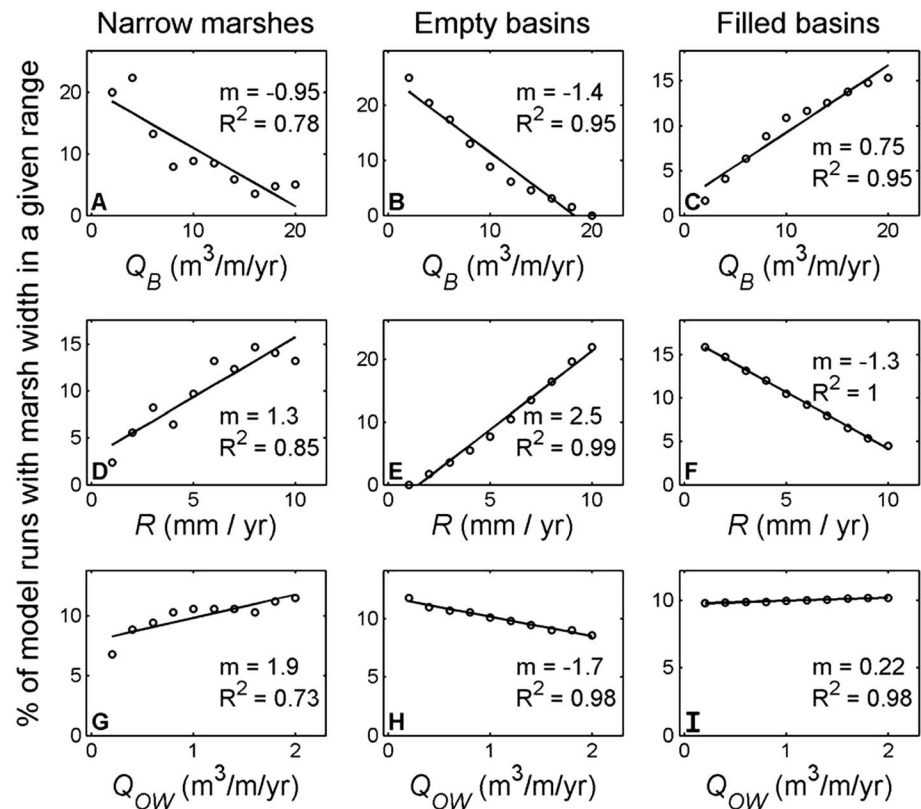 Narrow marshes
Empty basins
Filled basins
% of model runs with marsh width in a given range
20
10
0
m = -0.95
R² = 0.78
A
0 10 20
Q_B (m³/m/yr)
20
10
0
m = -1.4
R² = 0.95
B
0 10 20
Q_B (m³/m/yr)
15
10
5
0
m = 0.75
R² = 0.95
C
0 10 20
Q_B (m³/m/yr)
15
10
5
0
m = 1.3
R² = 0.85
D
0 5 10
R (mm / yr)
20
10
0
m = 2.5
R² = 0.99
E
0 5 10
R (mm / yr)
15
10
5
0
m = -1.3
R² = 1
F
0 5 10
R (mm / yr)
10
5
0
m = 1.9
R² = 0.73
G
0 1 2
Q_OW (m³/m/yr)
10
5
0
m = -1.7
R² = 0.98
H
0 1 2
Q_OW (m³/m/yr)
10
5
0
m = 0.22
R² = 0.98
I
0 1 2
Q_OW (m³/m/yr)